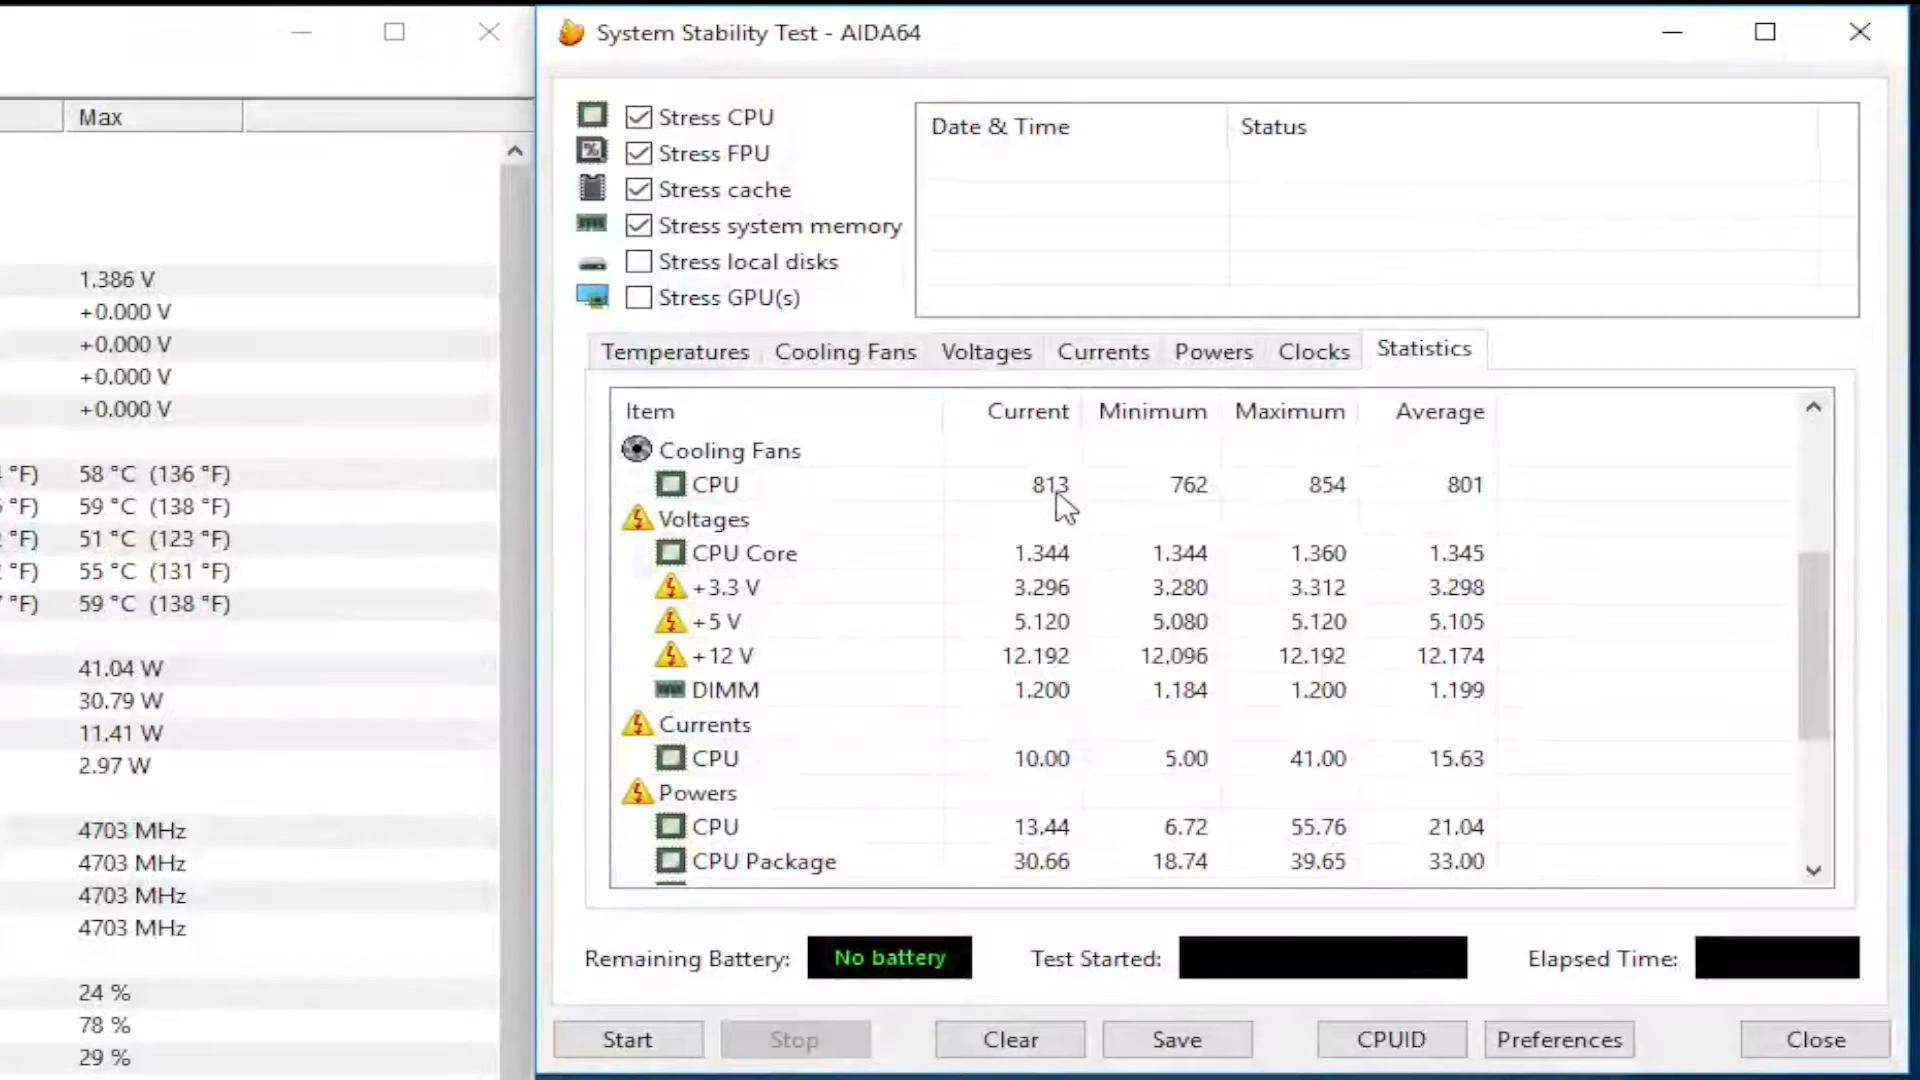 Max
1.386 V
+0.000 V
+0.000 V
+0.000 V
+0.000 V
°F) 58 °C (136 °F)
°F) 59 °C (138 °F)
°F) 51 °C (123 °F)
°F) 55 °C (131 °F)
°F) 59 °C (138 °F)
41.04 W
30.79 W
11.41 W
2.97 W
4703 MHz
4703 MHz
4703 MHz
4703 MHz
24 %
78 %
29 %
System Stability Test - AIDA64
Stress CPU
Stress FPU
Stress cache
Stress system memory
Stress local disks
Stress GPU(s)
Date & Time Status
Temperatures Cooling Fans Voltages Currents Powers Clocks Statistics
Item Current Minimum Maximum Average
Cooling Fans
CPU 813 762 854 801
Voltages
CPU Core 1.344 1.344 1.360 1.345
+3.3 V 3.296 3.280 3.312 3.298
+5 V 5.120 5.080 5.120 5.105
+12 V 12.192 12.096 12.192 12.174
DIMM 1.200 1.184 1.200 1.199
Currents
CPU 10.00 5.00 41.00 15.63
Powers
CPU 13.44 6.72 55.76 21.04
CPU Package 30.66 18.74 39.65 33.00
Remaining Battery: No battery Test Started: Elapsed Time:
Start Stop Clear Save CPUID Preferences Close